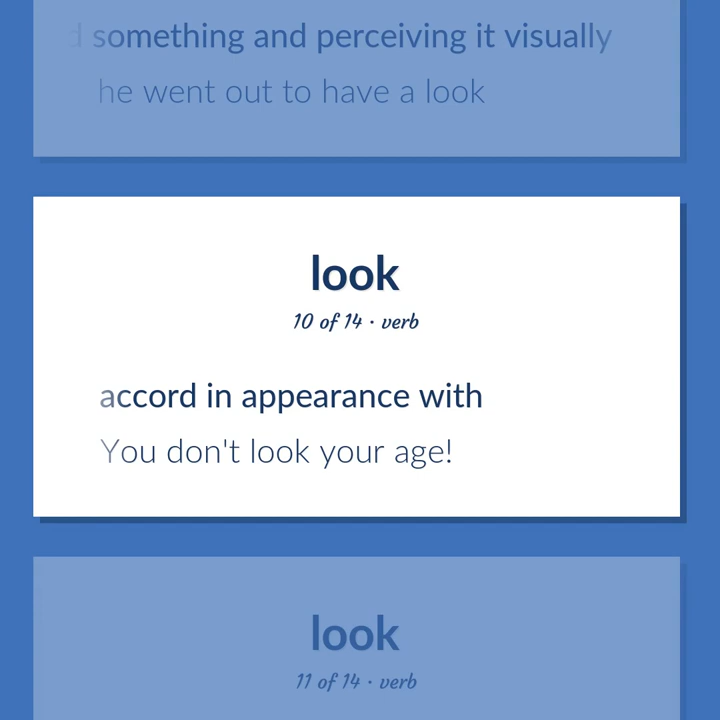 something and perceiving it visually
he went out to have a look
look
10 of 14 · verb
accord in appearance with
You don't look your age!
look
11 of 14 · verb